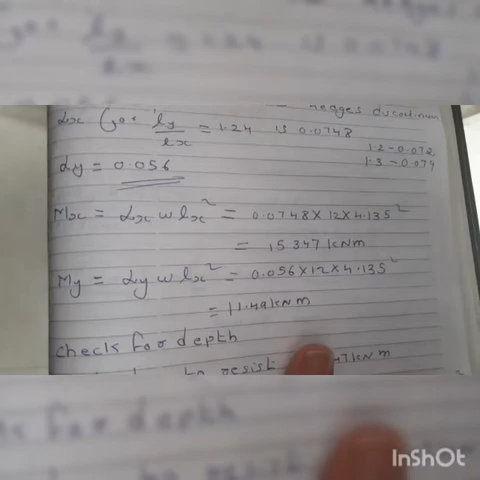 edges discontinu
αx for ly/lx = 1.24 is 0.0748
1.2 - 0.072
1.3 - 0.079
αy = 0.056
Mx = αx w lx² = 0.0748 x 12 x 4.135²
= 15.347 kNm
My = αy w lx² = 0.056 x 12 x 4.135²
= 11.49 kNm
check for depth
to resist 47 kNm
InShOt